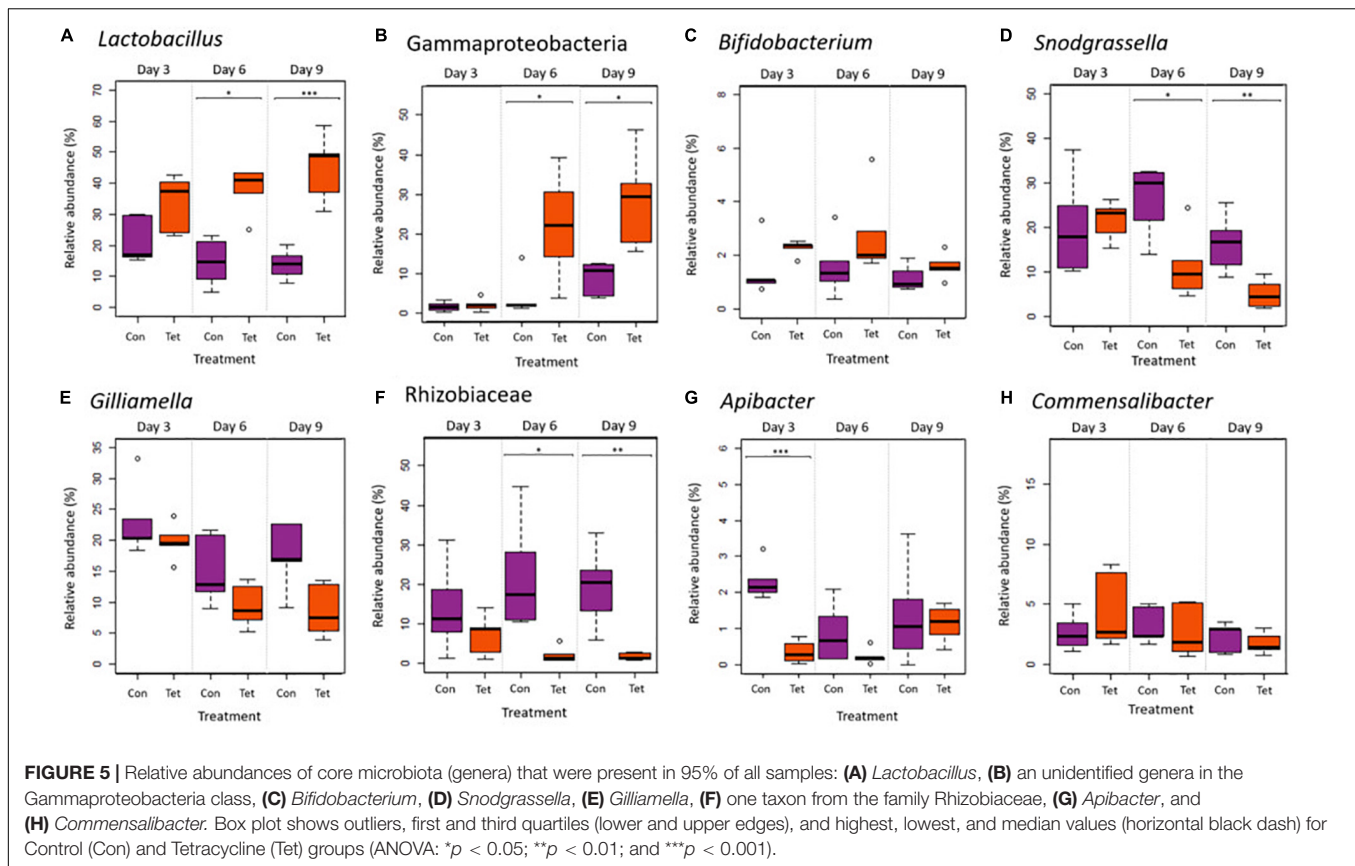 A Lactobacillus
Day 3 Day 6 Day 9
* ***
Relative abundance (%)
0 10 20 30 40 50 60 70
Con Tet Con Tet Con Tet
Treatment
B Gammaproteobacteria
Day 3 Day 6 Day 9
* *
Relative abundance (%)
0 10 20 30 40 50
Con Tet Con Tet Con Tet
Treatment
C Bifidobacterium
Day 3 Day 6 Day 9
Relative abundance (%)
0 2 4 6 8
Con Tet Con Tet Con Tet
Treatment
D Snodgrassella
Day 3 Day 6 Day 9
* **
Relative abundance (%)
0 10 20 30 40 50
Con Tet Con Tet Con Tet
Treatment
E Gilliamella
Day 3 Day 6 Day 9
Relative abundance (%)
0 5 10 15 20 25 30 35
Con Tet Con Tet Con Tet
Treatment
F Rhizobiaceae
Day 3 Day 6 Day 9
* **
Relative abundance (%)
0 10 20 30 40 50
Con Tet Con Tet Con Tet
Treatment
G Apibacter
Day 3 Day 6 Day 9
***
Relative abundance (%)
0 1 2 3 4 5 6
Con Tet Con Tet Con Tet
Treatment
H Commensalibacter
Day 3 Day 6 Day 9
Relative abundance (%)
0 5 10 15
Con Tet Con Tet Con Tet
Treatment
FIGURE 5 | Relative abundances of core microbiota (genera) that were present in 95% of all samples: (A) Lactobacillus, (B) an unidentified genera in the
Gammaproteobacteria class, (C) Bifidobacterium, (D) Snodgrassella, (E) Gilliamella, (F) one taxon from the family Rhizobiaceae, (G) Apibacter, and
(H) Commensalibacter. Box plot shows outliers, first and third quartiles (lower and upper edges), and highest, lowest, and median values (horizontal black dash) for
Control (Con) and Tetracycline (Tet) groups (ANOVA: *p < 0.05; **p < 0.01; and ***p < 0.001).